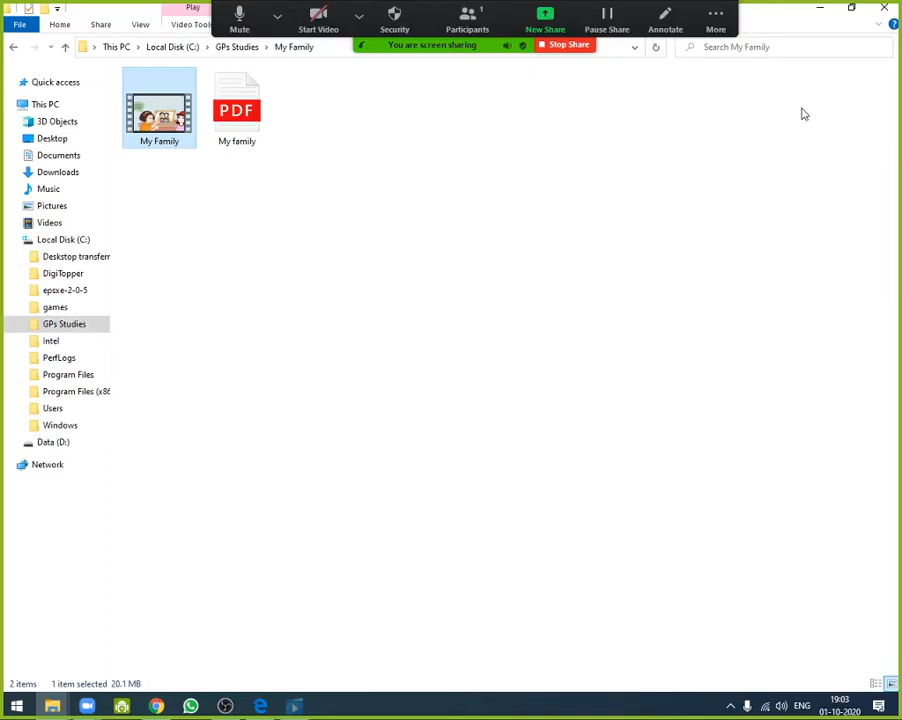 Play
Mute
Start Video
Security
Participants
1
New Share
Pause Share
Annotate
More
File
Home
Share
View
Video Tools
You are screen sharing
Stop Share
This PC
Local Disk (C:)
GPs Studies
My Family
Search My Family
Quick access
This PC
3D Objects
Desktop
Documents
Downloads
Music
Pictures
Videos
Local Disk (C:)
Deskstop transferr
DigiTopper
epsxe-2-0-5
games
GPs Studies
Intel
PerfLogs
Program Files
Program Files (x86
Users
Windows
Data (D:)
Network
PDF
My Family
My family
2 items
1 item selected 20.1 MB
ENG
19:03
01-10-2020